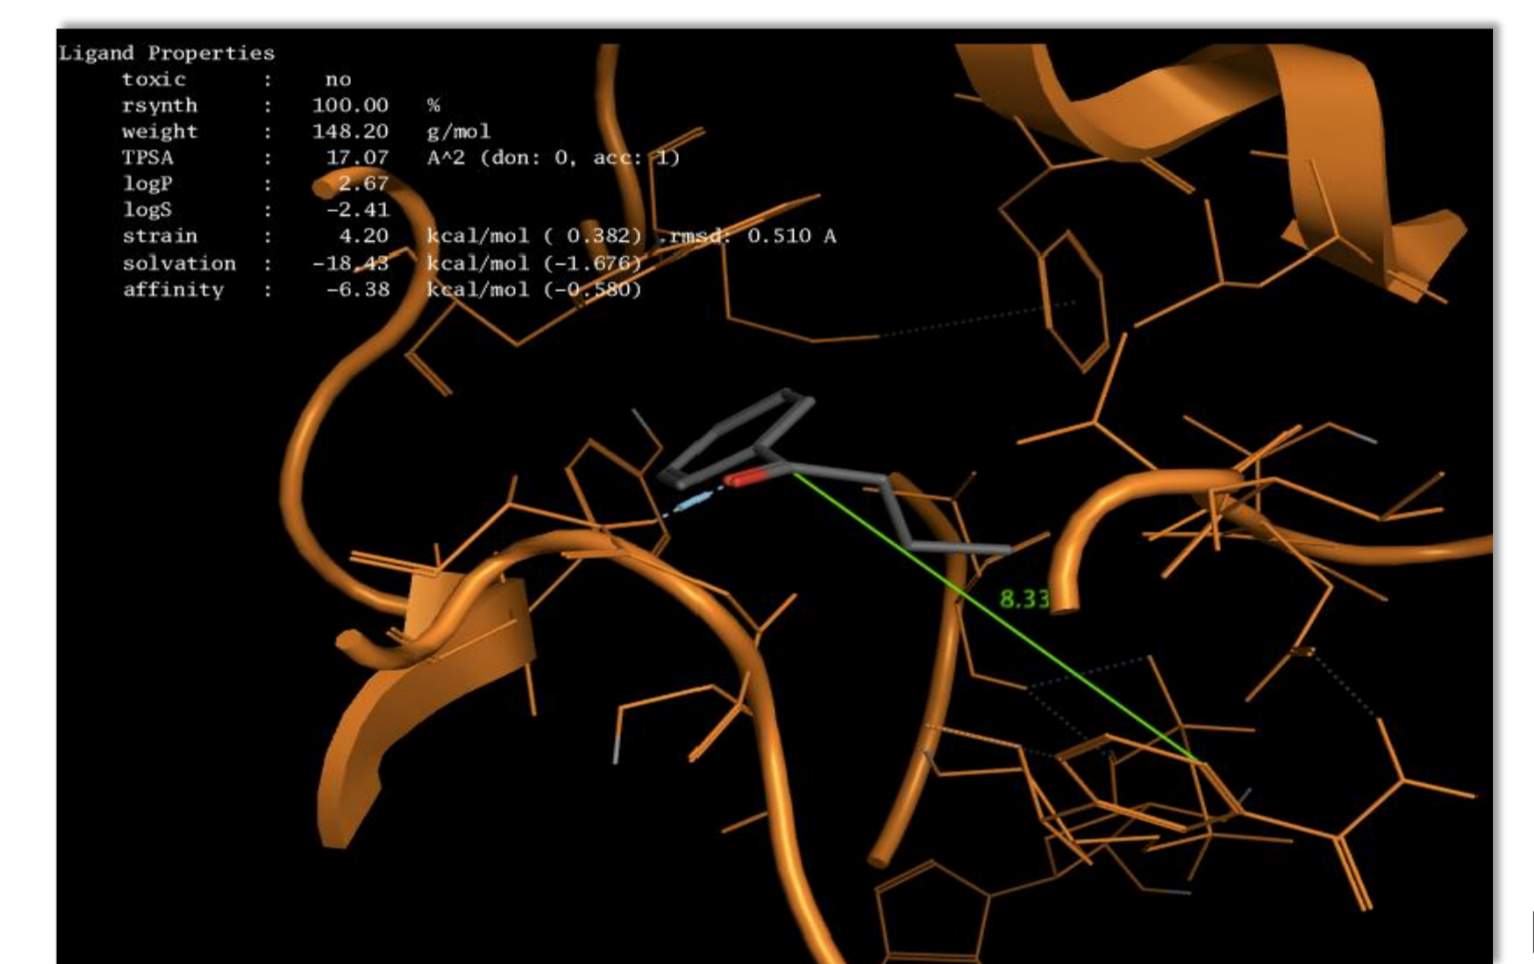 Ligand Properties
toxic : no
rsynth : 100.00 %
weight : 148.20 g/mol
TPSA : 17.07 A^2 (don: 0, acc: 1)
logP : 2.67
logS : -2.41
strain : 4.20 kcal/mol ( 0.382) .rmsd: 0.510 A
solvation : -18.43 kcal/mol (-1.676)
affinity : -6.38 kcal/mol (-0.580)
8.33